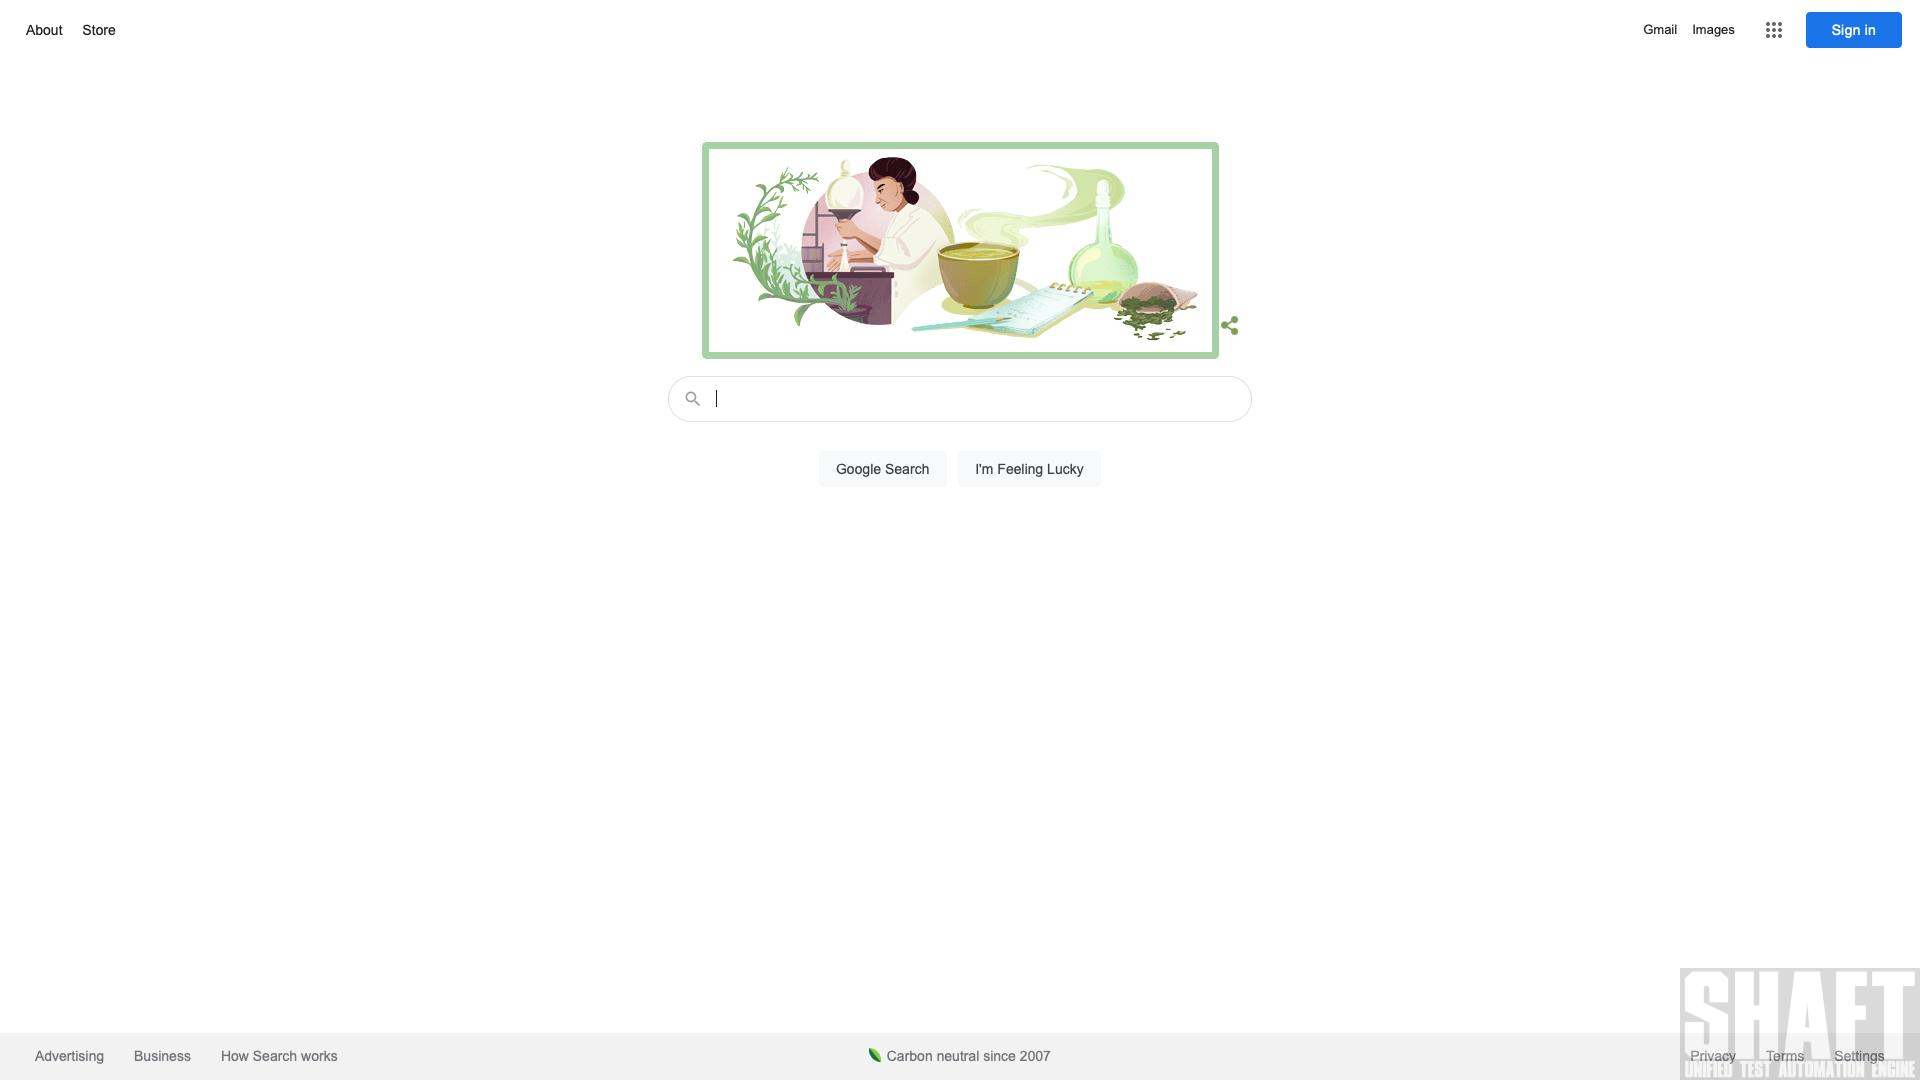 About Store
Gmail Images
Sign in
Google Search I'm Feeling Lucky
Advertising Business How Search works
Carbon neutral since 2007
Privacy Terms Settings
SHAFT
UNIFIED TEST AUTOMATION ENGINE